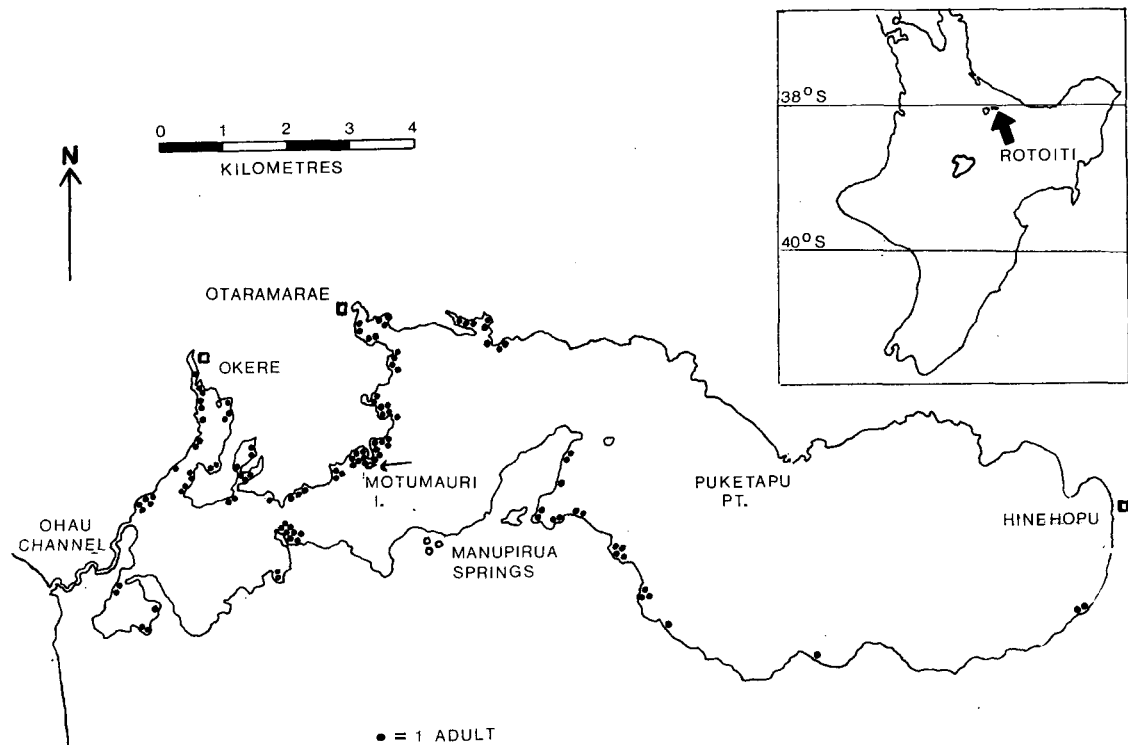 0 1 2 3 4
KILOMETRES
N
38°S
ROTOITI
40°S
OTARAMARAE
OKERE
MOTUMAURI
I.
PUKETAPU
PT.
HINEHOPU
OHAU
CHANNEL
MANUPIRUA
SPRINGS
● = 1 ADULT